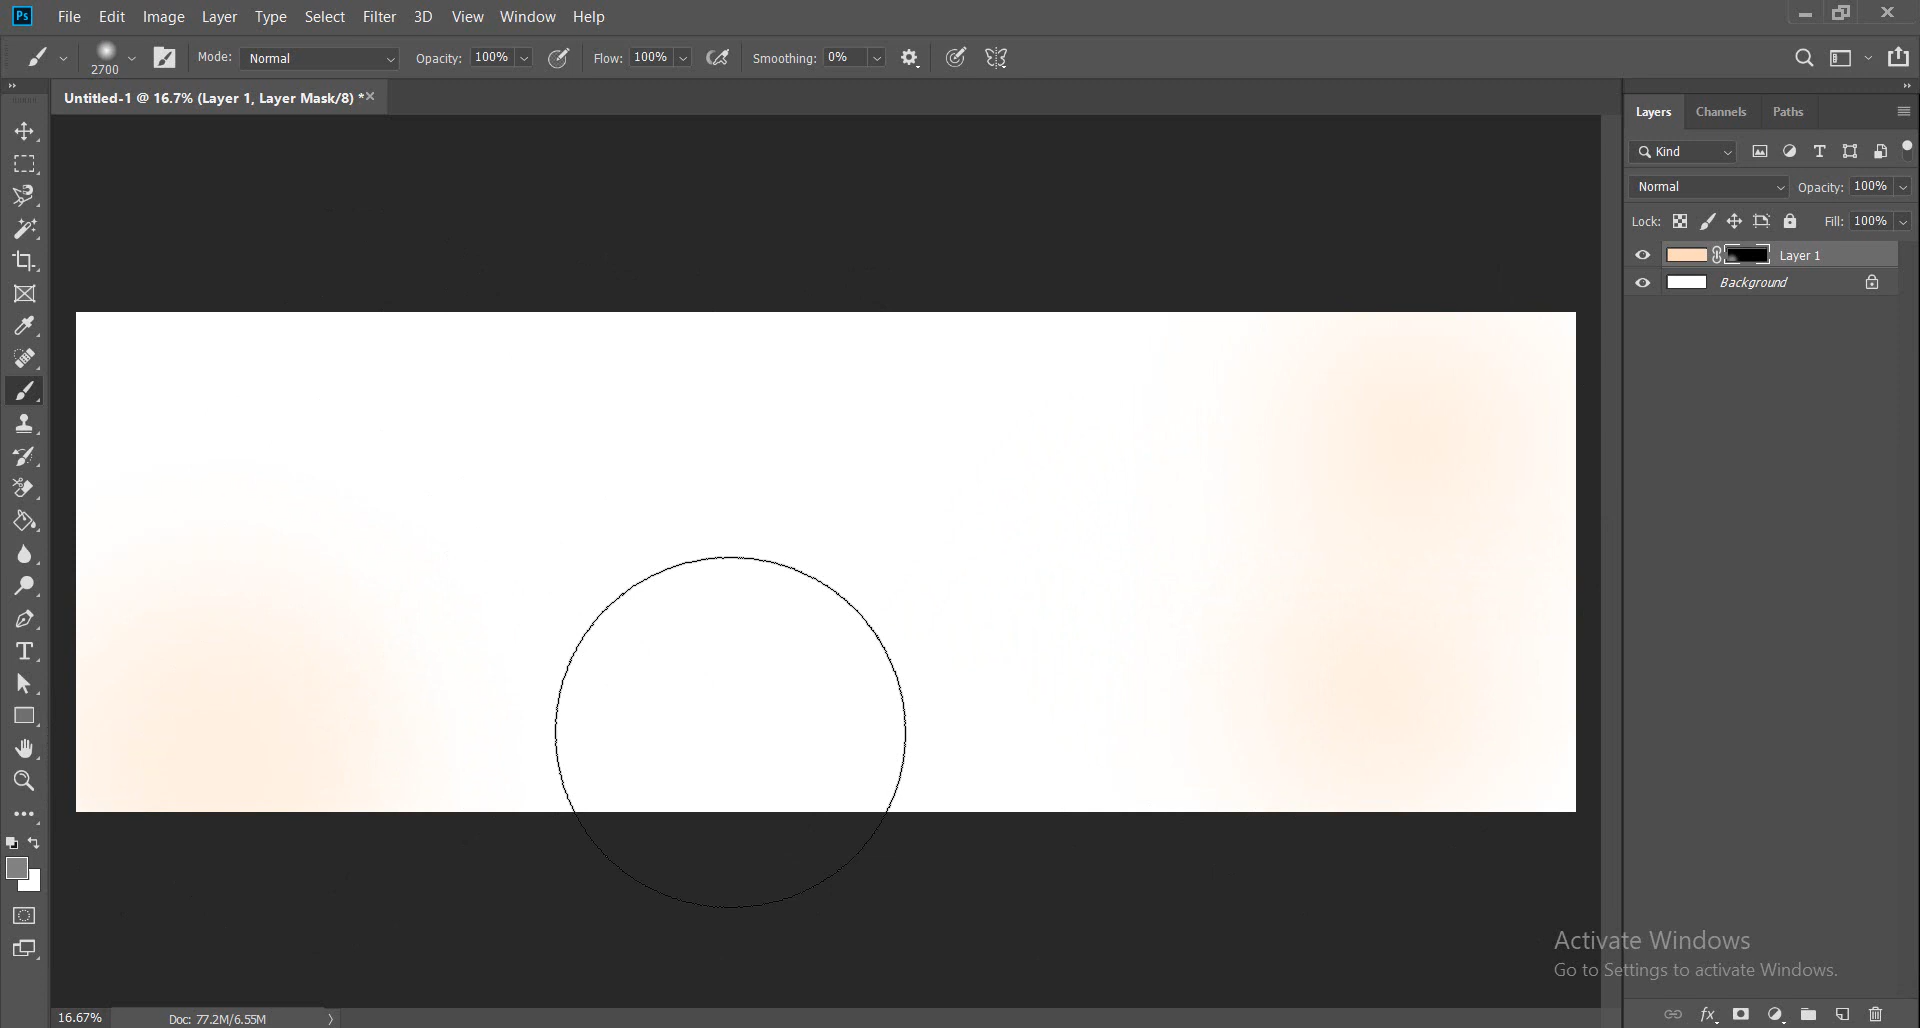 Ps File Edit Image Layer Type Select Filter 3D View Window Help
2700 Mode: Normal Opacity: 100% Flow: 100% Smoothing: 0%
Untitled-1 @ 16.7% (Layer 1, Layer Mask/8) *
Layers Channels Paths
Kind
Normal Opacity: 100%
Lock: Fill: 100%
Layer 1
Background
Activate Windows
Go to Settings to activate Windows.
16.67% Doc: 77.2M/6.55M
fx